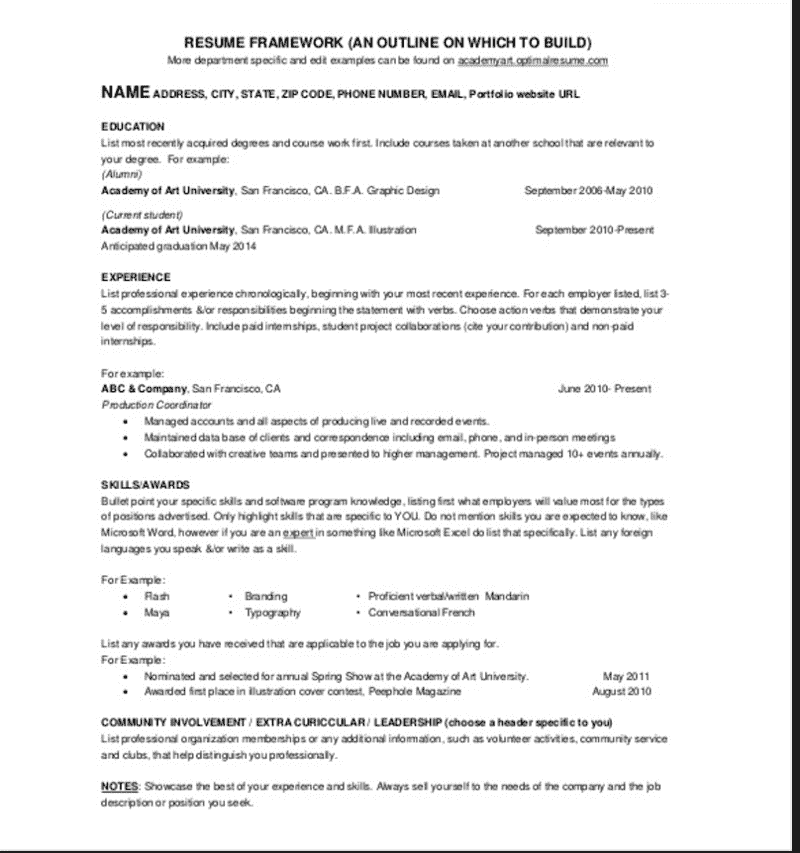 RESUME FRAMEWORK (AN OUTLINE ON WHICH TO BUILD)
More department specific and edit examples can be found on academyart.optimalresume.com
NAME ADDRESS, CITY, STATE, ZIP CODE, PHONE NUMBER, EMAIL, Portfolio website URL
EDUCATION
List most recently acquired degrees and course work first. Include courses taken at another school that are relevant to
your degree. For example:
(Alumni)
Academy of Art University, San Francisco, CA. B.F.A. Graphic Design September 2006-May 2010
(Current student)
Academy of Art University, San Francisco, CA. M.F.A. Illustration September 2010-Present
Anticipated graduation May 2014
EXPERIENCE
List professional experience chronologically, beginning with your most recent experience. For each employer listed, list 3-
5 accomplishments &/or responsibilities beginning the statement with verbs. Choose action verbs that demonstrate your
level of responsibility. Include paid internships, student project collaborations (cite your contribution) and non-paid
internships.
For example:
ABC & Company, San Francisco, CA June 2010- Present
Production Coordinator
• Managed accounts and all aspects of producing live and recorded events.
• Maintained data base of clients and correspondence including email, phone, and in-person meetings
• Collaborated with creative teams and presented to higher management. Project managed 10+ events annually.
SKILLS/AWARDS
Bullet point your specific skills and software program knowledge, listing first what employers will value most for the types
of positions advertised. Only highlight skills that are specific to YOU. Do not mention skills you are expected to know, like
Microsoft Word, however if you are an expert in something like Microsoft Excel do list that specifically. List any foreign
languages you speak &/or write as a skill.
For Example:
• Flash • Branding • Proficient verbal/written Mandarin
• Maya • Typography • Conversational French
List any awards you have received that are applicable to the job you are applying for.
For Example:
• Nominated and selected for annual Spring Show at the Academy of Art University. May 2011
• Awarded first place in illustration cover contest, Peephole Magazine August 2010
COMMUNITY INVOLVEMENT / EXTRA CURICCULAR / LEADERSHIP (choose a header specific to you)
List professional organization memberships or any additional information, such as volunteer activities, community service
and clubs, that help distinguish you professionally.
NOTES: Showcase the best of your experience and skills. Always sell yourself to the needs of the company and the job
description or position you seek.